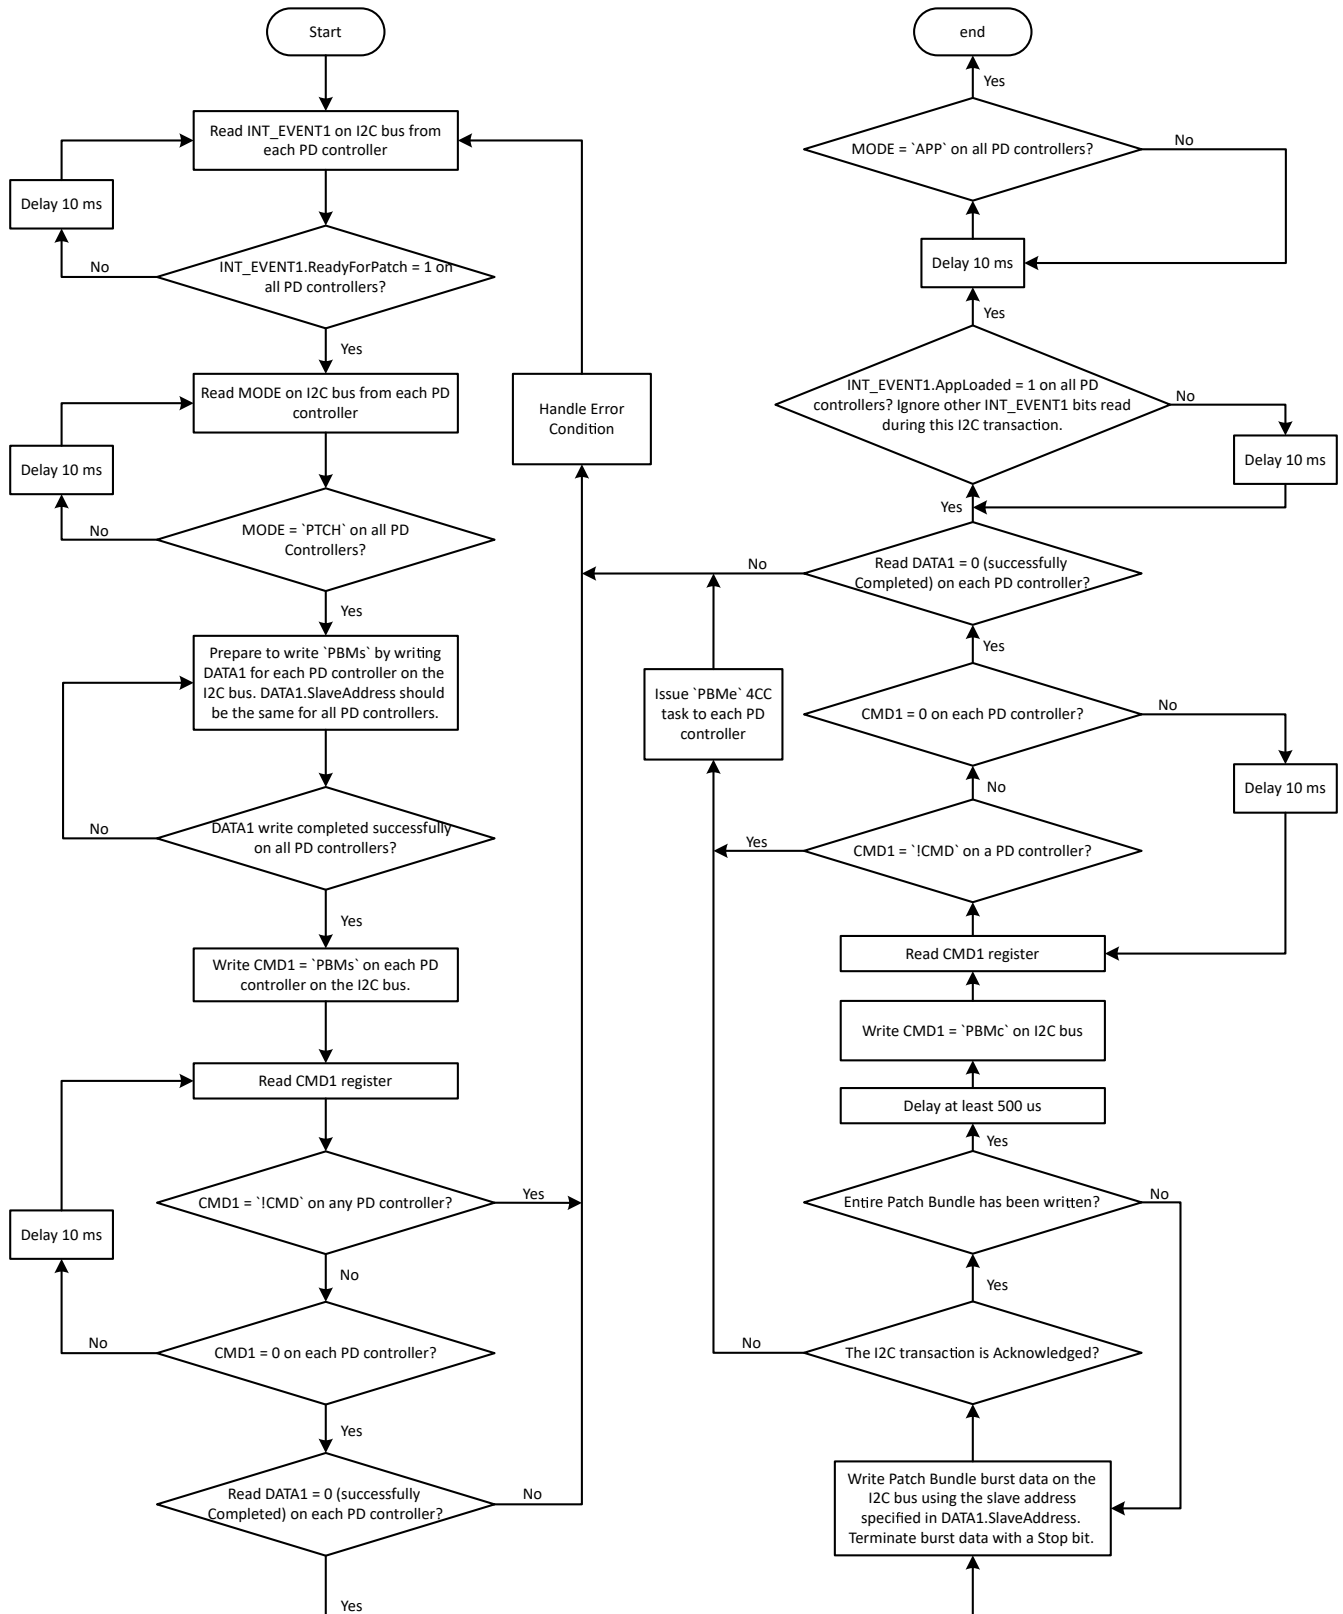 Start
Read INT_EVENT1 on I2C bus from
each PD controller
Delay 10 ms
No
INT_EVENT1.ReadyForPatch = 1 on
all PD controllers?
Yes
Read MODE on I2C bus from each PD
controller
Delay 10 ms
No
MODE = `PTCH` on all PD
Controllers?
Yes
Prepare to write `PBMs` by writing
DATA1 for each PD controller on the
I2C bus. DATA1.SlaveAddress should
be the same for all PD controllers.
No
DATA1 write completed successfully
on all PD controllers?
Yes
Write CMD1 = `PBMs` on each PD
controller on the I2C bus.
Read CMD1 register
CMD1 = `!CMD` on any PD controller?
Yes
Delay 10 ms
No
No
CMD1 = 0 on each PD controller?
Yes
Read DATA1 = 0 (successfully
Completed) on each PD controller?
No
Yes
Handle Error
Condition
end
Yes
MODE = `APP` on all PD controllers?
No
Delay 10 ms
Yes
INT_EVENT1.AppLoaded = 1 on all PD
controllers? Ignore other INT_EVENT1 bits read
during this I2C transaction.
No
Delay 10 ms
Yes
No
Read DATA1 = 0 (successfully
Completed) on each PD controller?
Yes
Issue `PBMe` 4CC
task to each PD
controller
CMD1 = 0 on each PD controller?
No
Delay 10 ms
No
Yes
CMD1 = `!CMD` on a PD controller?
Read CMD1 register
Write CMD1 = `PBMc` on I2C bus
Delay at least 500 us
Yes
Entire Patch Bundle has been written?
No
Yes
No
The I2C transaction is Acknowledged?
Write Patch Bundle burst data on the
I2C bus using the slave address
specified in DATA1.SlaveAddress.
Terminate burst data with a Stop bit.